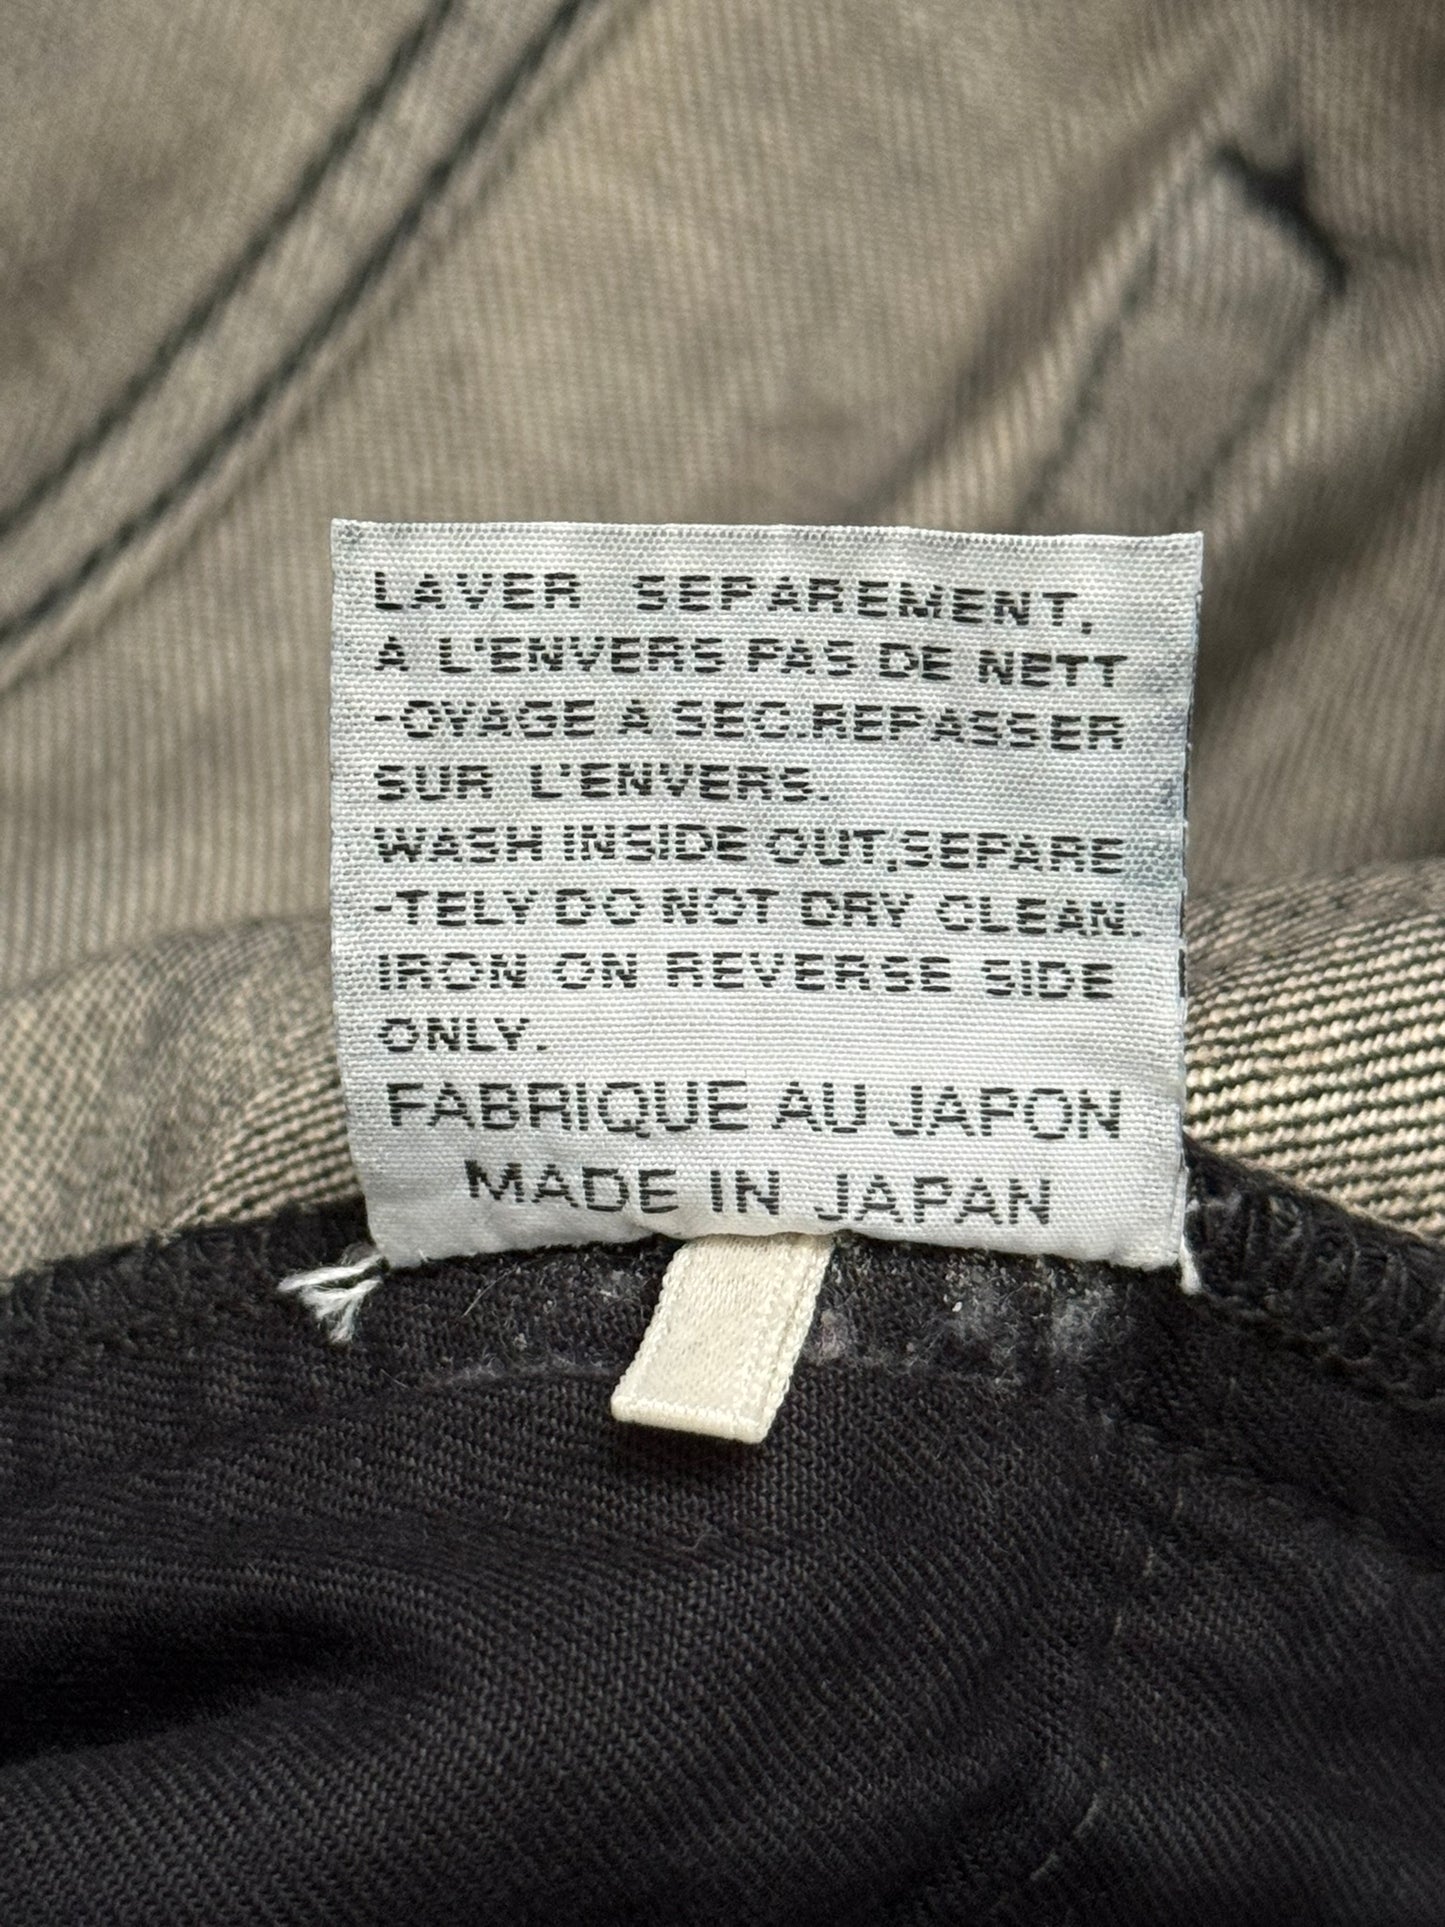 LAVER SEPAREMENT,
A L'ENVERS PAS DE NETT
-OYAGE A SEC.REPASSER
SUR L'ENVERS.
WASH INSIDE OUT,SEPARE
-TELY DO NOT DRY CLEAN.
IRON ON REVERSE SIDE
ONLY.
FABRIQUE AU JAPON
MADE IN JAPAN